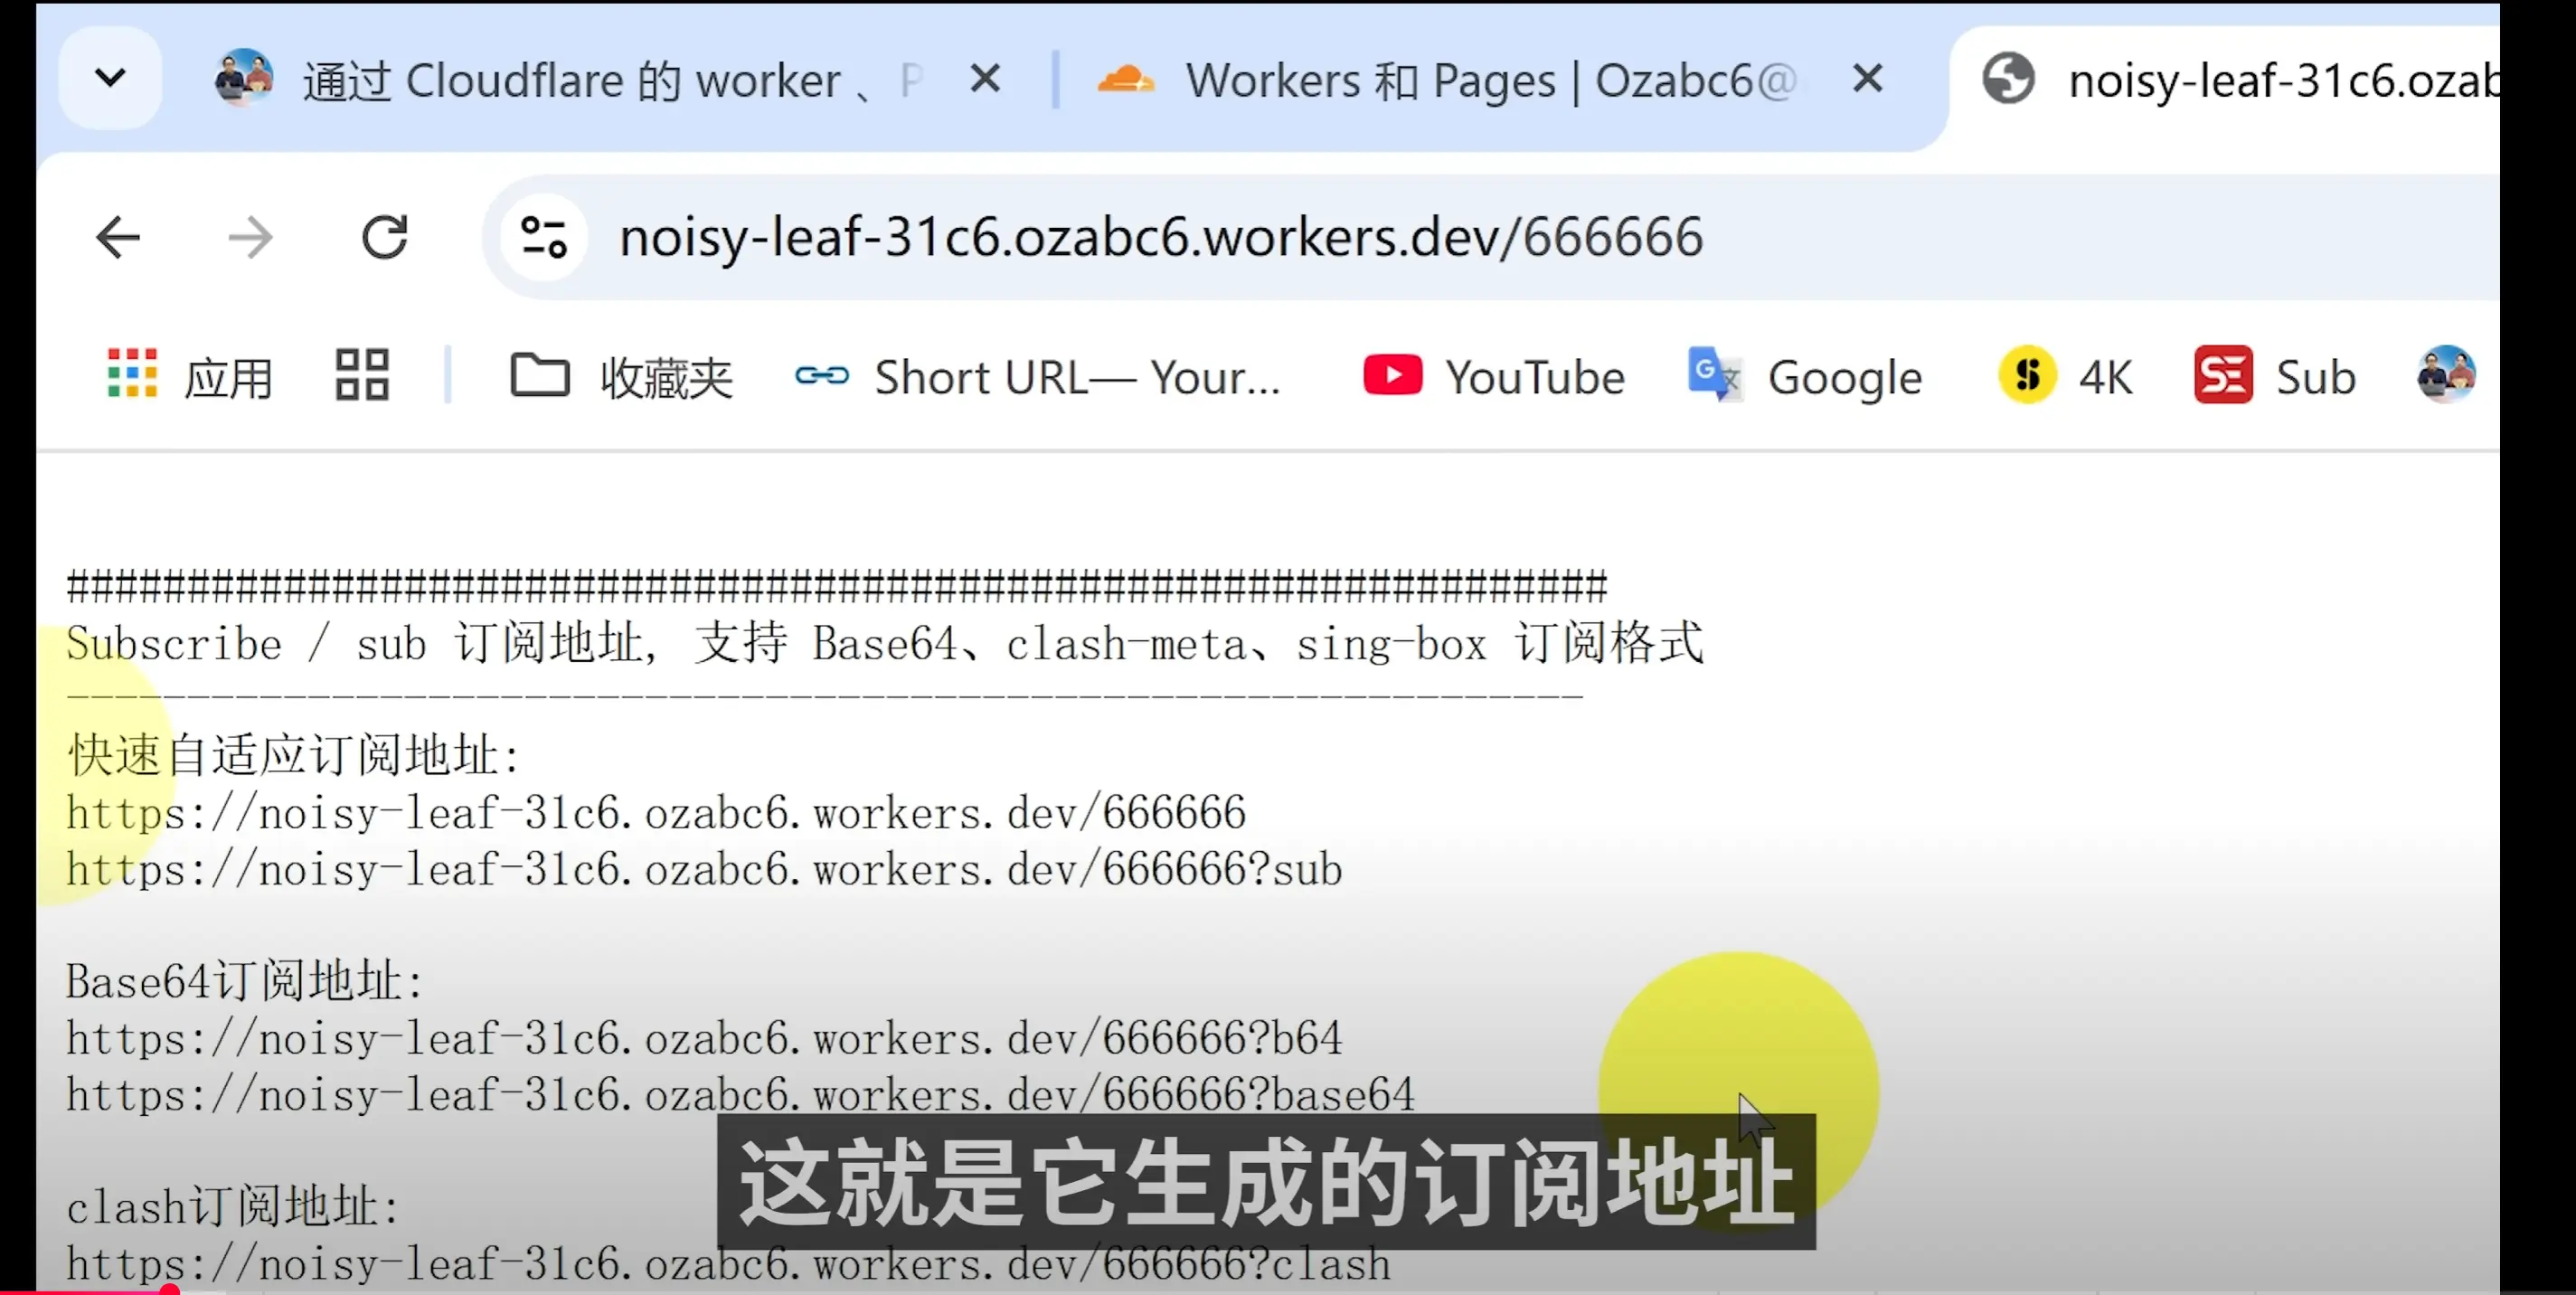 通过 Cloudflare 的 worker 、 P
Workers 和 Pages | Ozabc6@
noisy-leaf-31c6.ozab
noisy-leaf-31c6.ozabc6.workers.dev/666666
应用
收藏夹
Short URL— Your...
YouTube
Google
4K
Sub
################################################################
Subscribe / sub 订阅地址, 支持 Base64、clash-meta、sing-box 订阅格式
---------------------------------------------------------------
快速自适应订阅地址:
https://noisy-leaf-31c6.ozabc6.workers.dev/666666
https://noisy-leaf-31c6.ozabc6.workers.dev/666666?sub
Base64订阅地址:
https://noisy-leaf-31c6.ozabc6.workers.dev/666666?b64
https://noisy-leaf-31c6.ozabc6.workers.dev/666666?base64
clash订阅地址:
https://noisy-leaf-31c6.ozabc6.workers.dev/666666?clash
这就是它生成的订阅地址